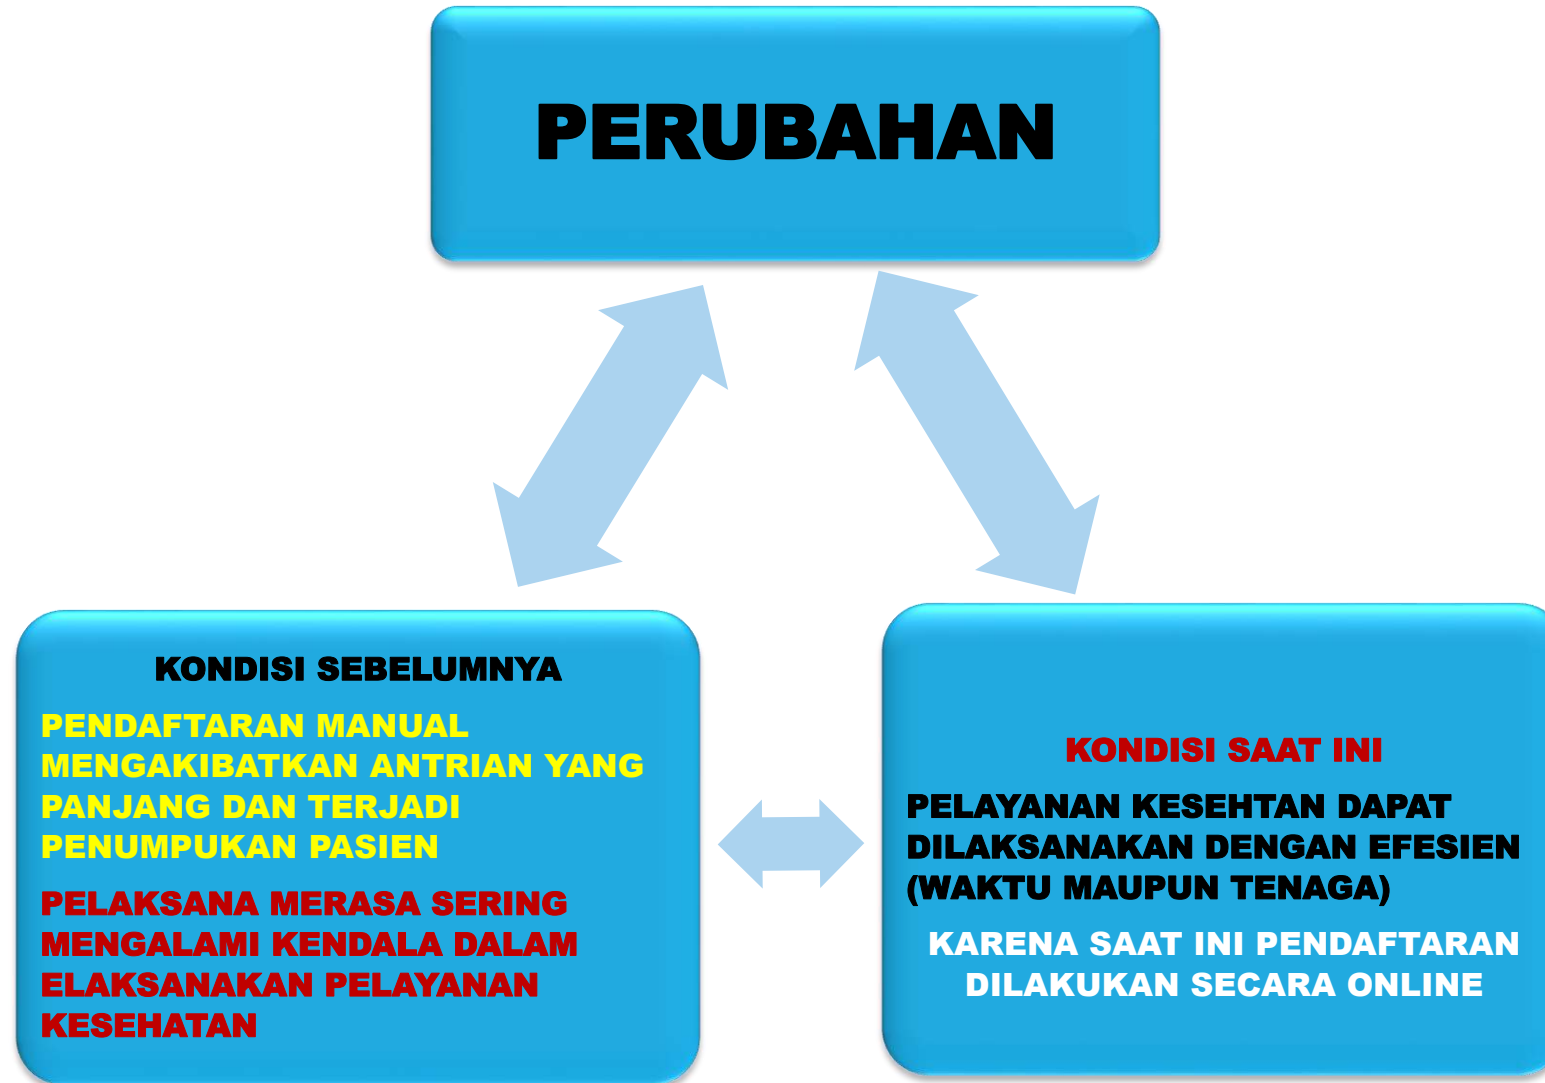 PERUBAHAN
KONDISI SEBELUMNYA
PENDAFTARAN MANUAL
MENGAKIBATKAN ANTRIAN YANG
PANJANG DAN TERJADI
PENUMPUKAN PASIEN
PELAKSANA MERASA SERING
MENGALAMI KENDALA DALAM
ELAKSANAKAN PELAYANAN
KESEHATAN
KONDISI SAAT INI
PELAYANAN KESEHTAN DAPAT
DILAKSANAKAN DENGAN EFESIEN
(WAKTU MAUPUN TENAGA)
KARENA SAAT INI PENDAFTARAN
DILAKUKAN SECARA ONLINE